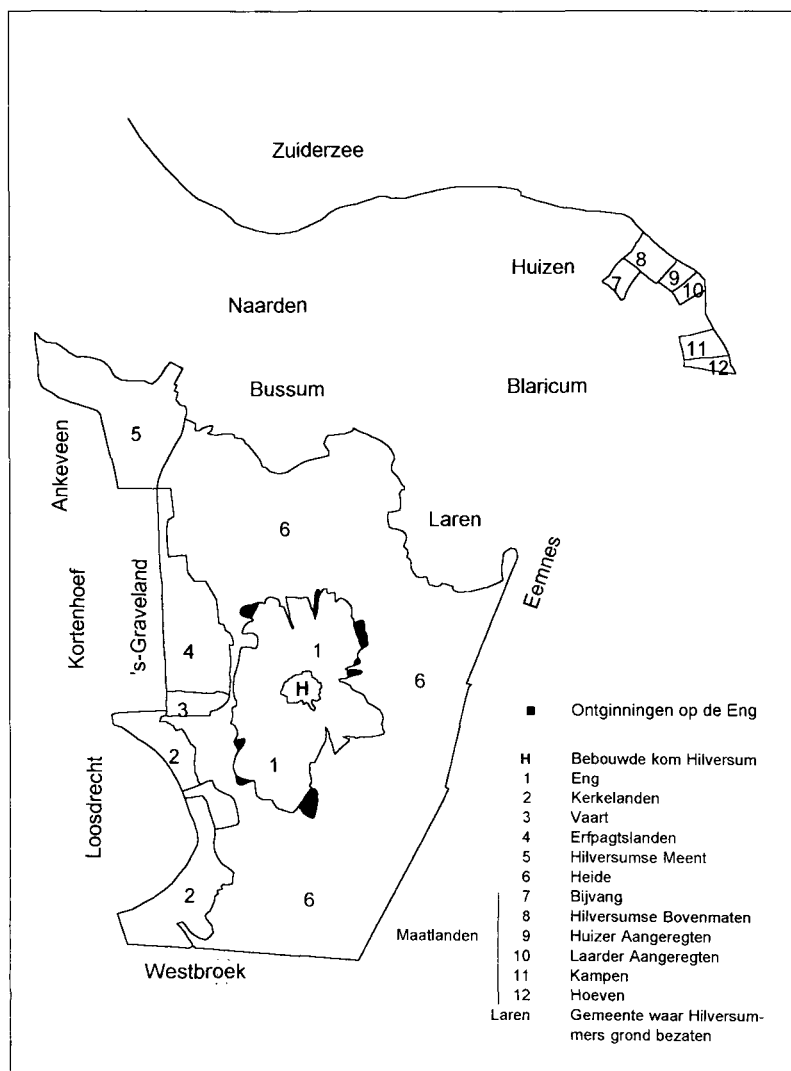 Zuiderzee
Huizen
8
9
7
10
Naarden
11
12
Bussum
Blaricum
5
Ankeveen
Laren
6
Eemnes
Kortenhoef
's-Graveland
4
1
6
H
3
2
1
Loosdrecht
2
6
Westbroek
■ Ontginningen op de Eng
H Bebouwde kom Hilversum
1 Eng
2 Kerkelanden
3 Vaart
4 Erfpagtslanden
5 Hilversumse Meent
6 Heide
7 Bijvang
Maatlanden
8 Hilversumse Bovenmaten
9 Huizer Aangeregten
10 Laarder Aangeregten
11 Kampen
12 Hoeven
Laren Gemeente waar Hilversum-
mers grond bezaten